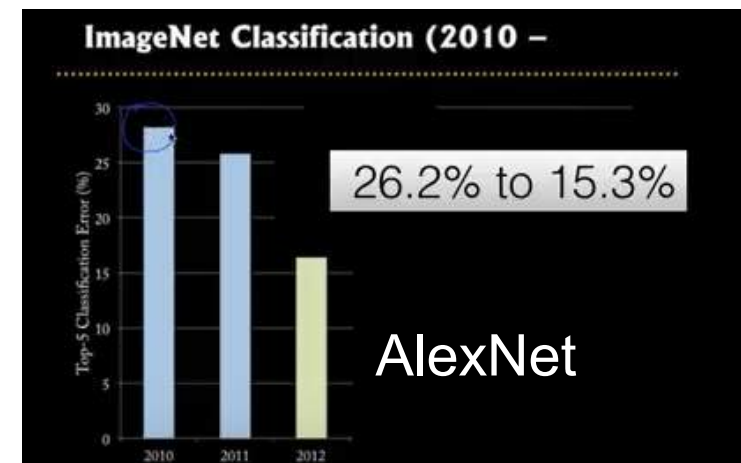 ImageNet Classification (2010 –
30
25
20
15
10
5
0
Top-5 Classification Error (%)
26.2% to 15.3%
AlexNet
2010 2011 2012